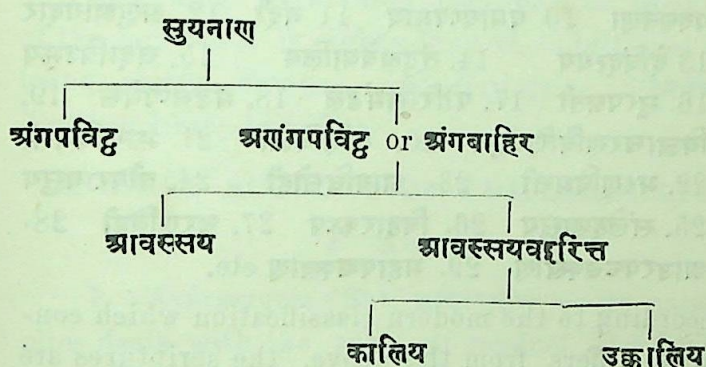 सुयनाण
अंगपविट्ठ अणंगपविट्ठ or अंगबाहिर
आवस्सय आवस्सयवइरित्त
कालिय उक्कालिय